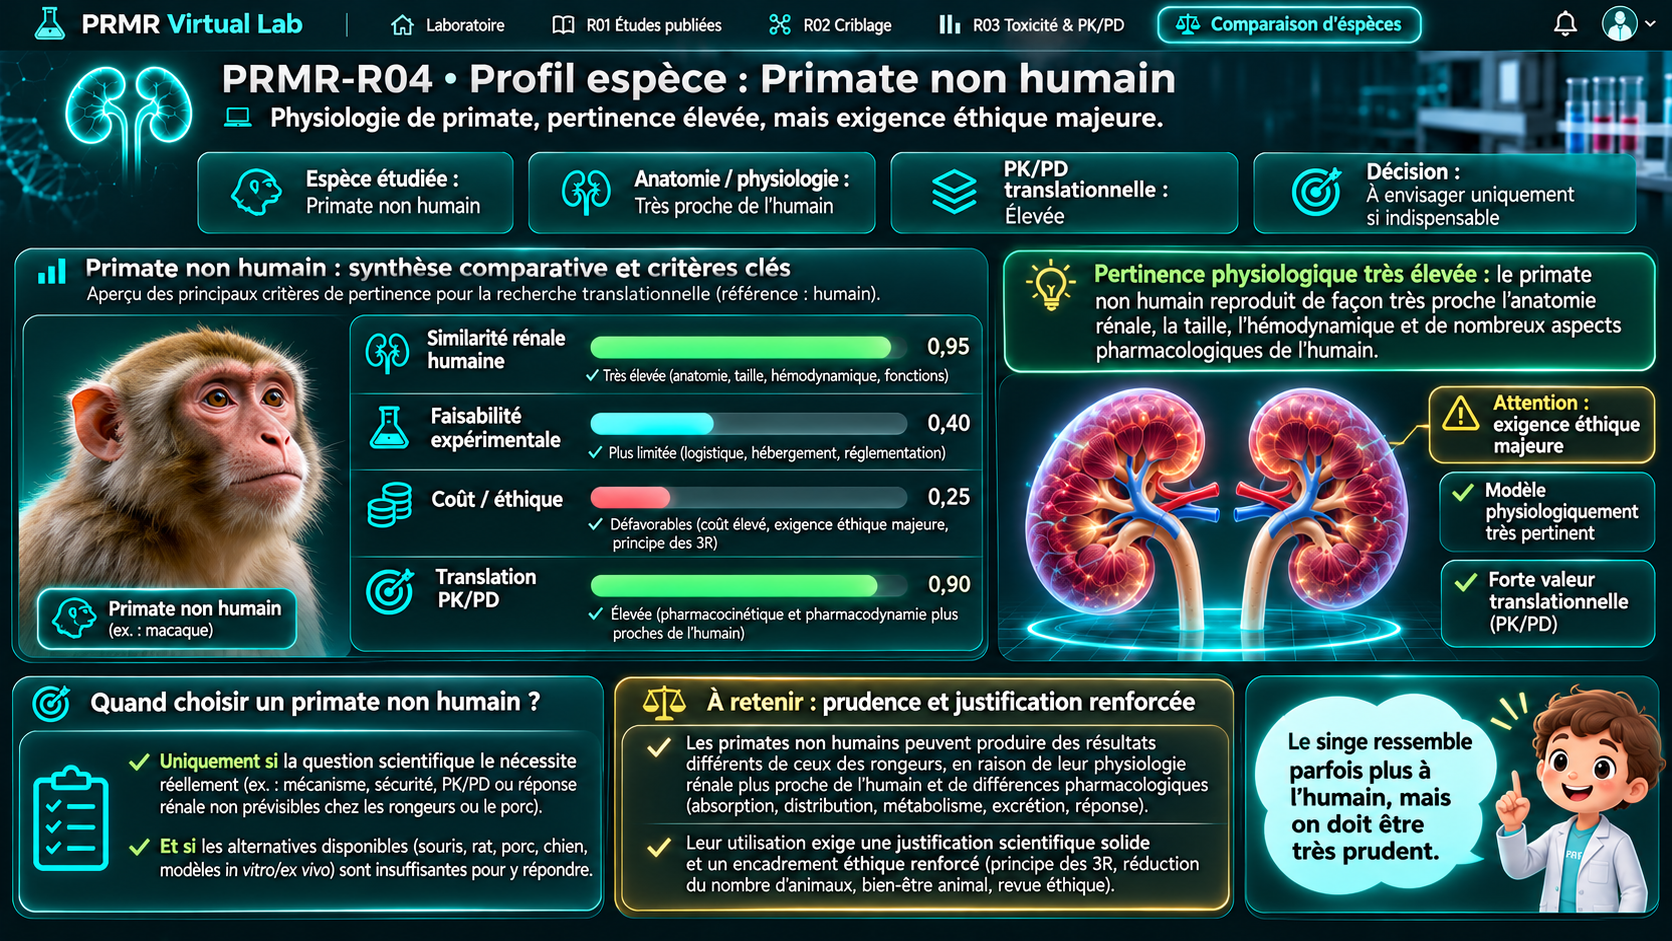 PRMR Virtual Lab
Laboratoire
R01 Études publiées
R02 Criblage
R03 Toxicité & PK/PD
Comparaison d'éspèces
PRMR-R04 • Profil espèce : Primate non humain
Physiologie de primate, pertinence élevée, mais exigence éthique majeure.
Espèce étudiée :
Primate non humain
Anatomie / physiologie :
Très proche de l'humain
PK/PD
translationnelle :
Élevée
Décision :
À envisager uniquement
si indispensable
Primate non humain : synthèse comparative et critères clés
Aperçu des principaux critères de pertinence pour la recherche translationnelle (référence : humain).
Primate non humain
(ex. : macaque)
Similarité rénale
humaine
0,95
Très élevée (anatomie, taille, hémodynamique, fonctions)
Faisabilité
expérimentale
0,40
Plus limitée (logistique, hébergement, réglementation)
Coût / éthique
0,25
Défavorables (coût élevé, exigence éthique majeure,
principe des 3R)
Translation
PK/PD
0,90
Élevée (pharmacocinétique et pharmacodynamie plus
proches de l'humain)
Pertinence physiologique très élevée : le primate
non humain reproduit de façon très proche l'anatomie
rénale, la taille, l'hémodynamique et de nombreux aspects
pharmacologiques de l'humain.
Attention :
exigence éthique
majeure
Modèle
physiologiquement
très pertinent
Forte valeur
translationnelle
(PK/PD)
Quand choisir un primate non humain ?
Uniquement si la question scientifique le nécessite
réellement (ex. : mécanisme, sécurité, PK/PD ou réponse
rénale non prévisibles chez les rongeurs ou le porc).
Et si les alternatives disponibles (souris, rat, porc, chien,
modèles in vitro/ex vivo) sont insuffisantes pour y répondre.
À retenir : prudence et justification renforcée
Les primates non humains peuvent produire des résultats
différents de ceux des rongeurs, en raison de leur physiologie
rénale plus proche de l'humain et de différences pharmacologiques
(absorption, distribution, métabolisme, excrétion, réponse).
Leur utilisation exige une justification scientifique solide
et un encadrement éthique renforcé (principe des 3R, réduction
du nombre d'animaux, bien-être animal, revue éthique).
Le singe ressemble
parfois plus à
l'humain, mais
on doit être
très prudent.